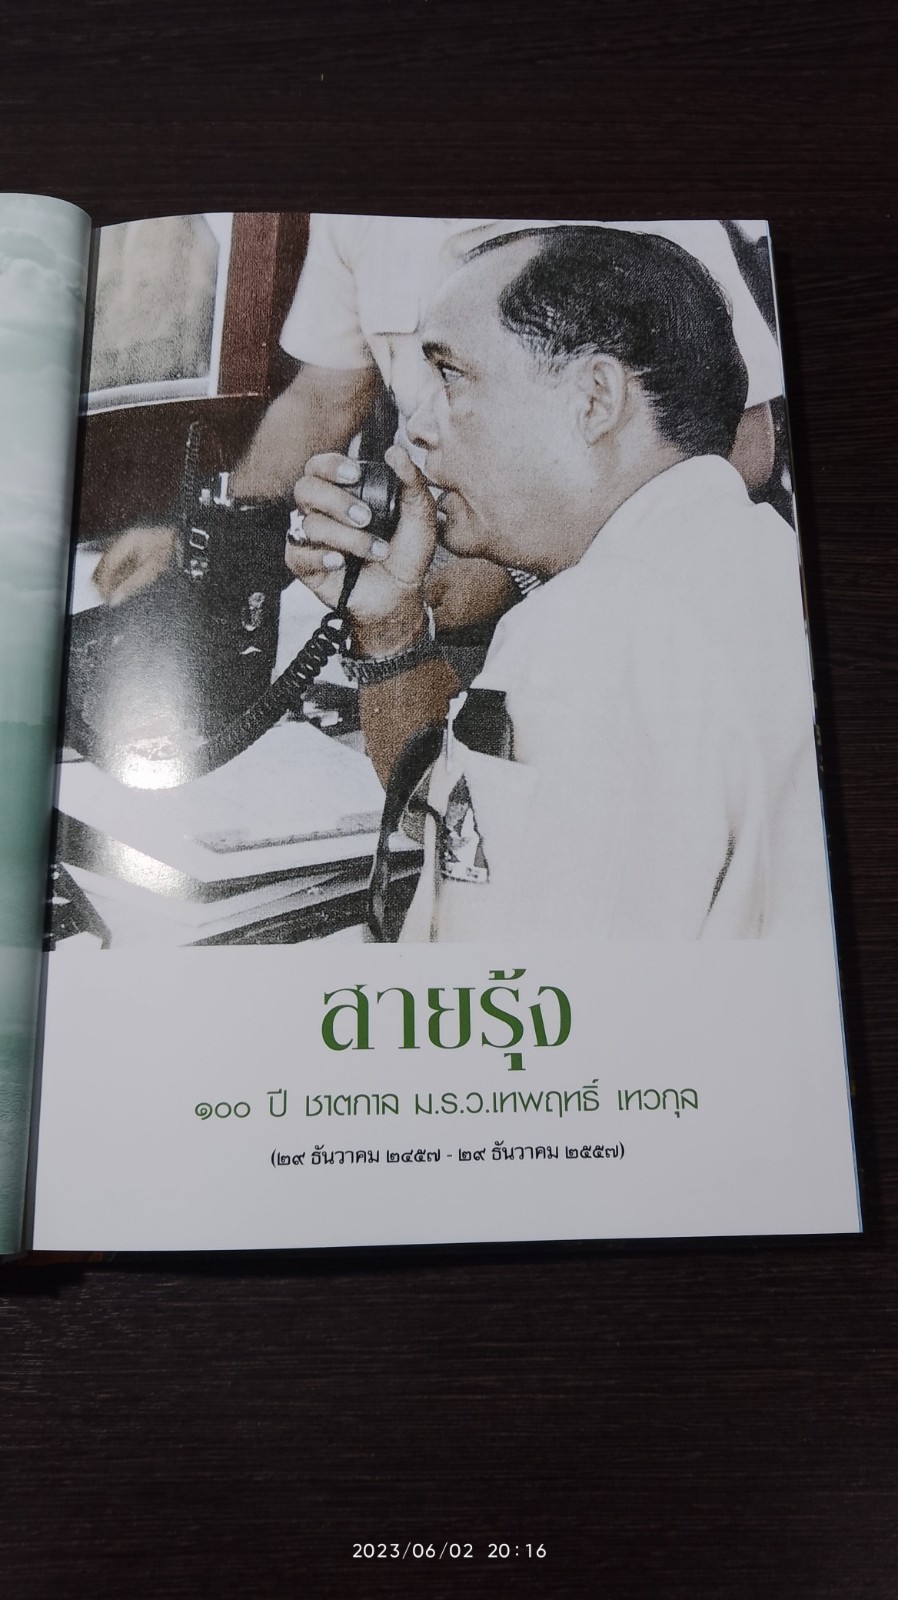 สายรุ้ง
๑๐๐ ปี ชาตกาล ม.ร.ว.เทพฤทธิ์ เทวกุล
(๒๙ ธันวาคม ๒๔๕๗ - ๒๙ ธันวาคม ๒๕๕๗)
2023/06/02 20:16